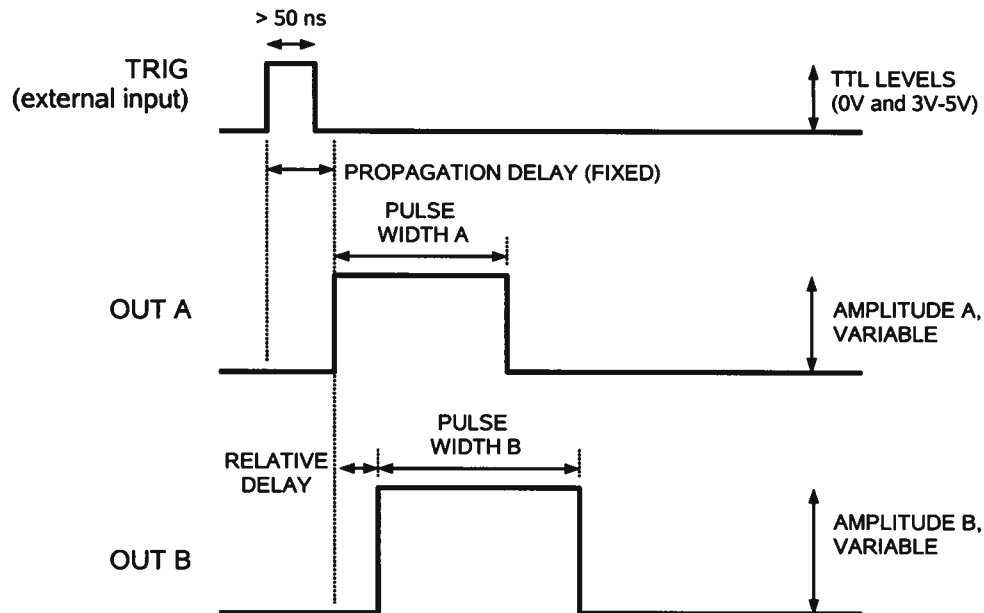 > 50 ns
TRIG
(external input)
TTL LEVELS
(0V and 3V-5V)
PROPAGATION DELAY (FIXED)
PULSE
WIDTH A
OUT A
AMPLITUDE A,
VARIABLE
PULSE
WIDTH B
RELATIVE
DELAY
OUT B
AMPLITUDE B,
VARIABLE